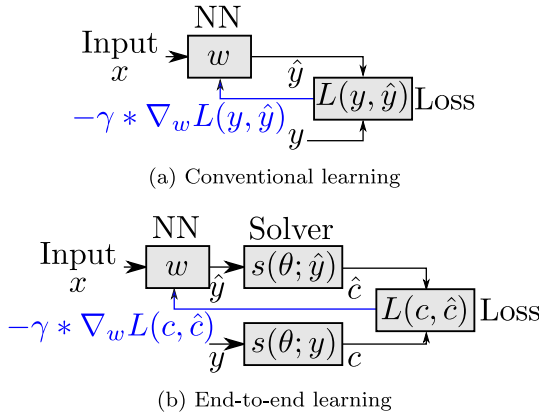 NN
Input
x
w
ŷ
L(y, ŷ)
Loss
−γ * ∇_w L(y, ŷ)
y
(a) Conventional learning
NN
Solver
Input
x
w
ŷ
s(θ; ŷ)
ĉ
L(c, ĉ)
Loss
−γ * ∇_w L(c, ĉ)
y
s(θ; y)
c
(b) End-to-end learning